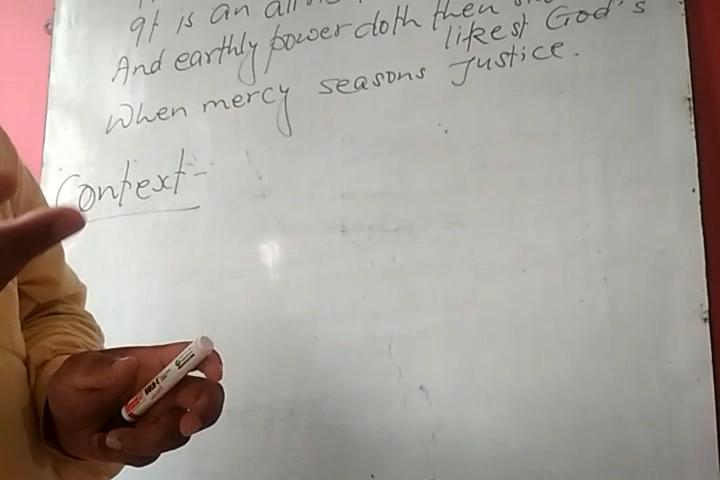 It is an
And earthly power doth then
likest God's
When mercy seasons Justice.
Context:-